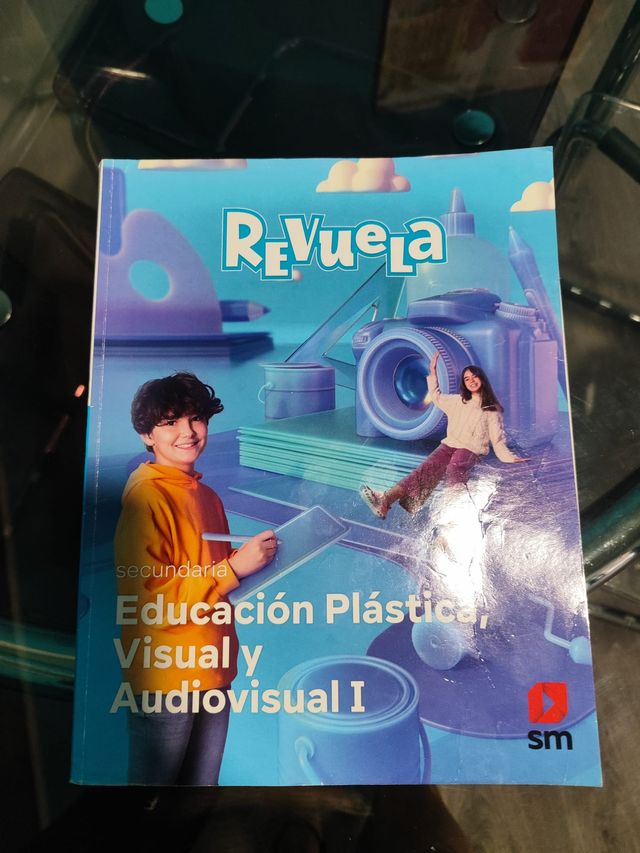 REVueLa
secundaria
Educación Plástica,
Visual y
Audiovisual I
sm